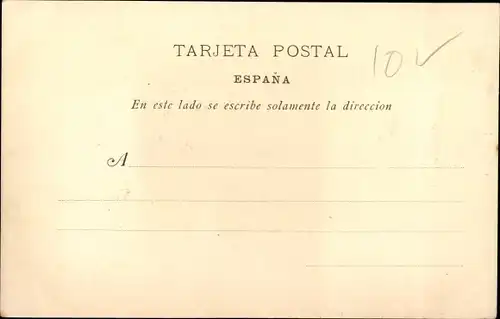 TARJETA POSTAL
10
ESPAÑA
En este lado se escribe solamente la direccion
A